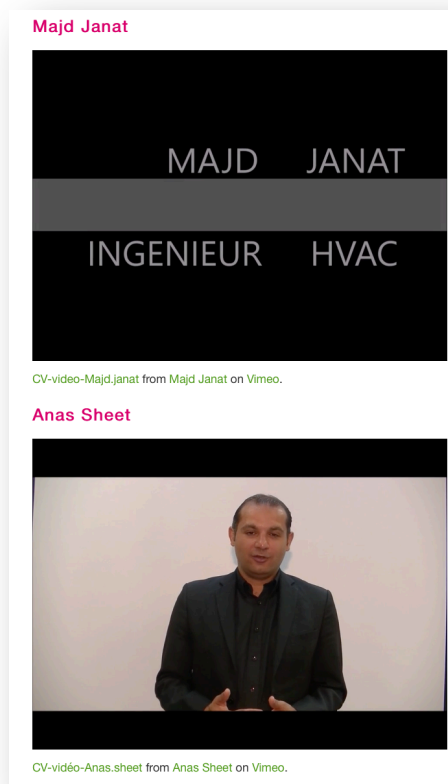 Majd Janat
MAJD JANAT
INGENIEUR HVAC
CV-video-Majd.janat from Majd Janat on Vimeo.
Anas Sheet
CV-vidéo-Anas.sheet from Anas Sheet on Vimeo.